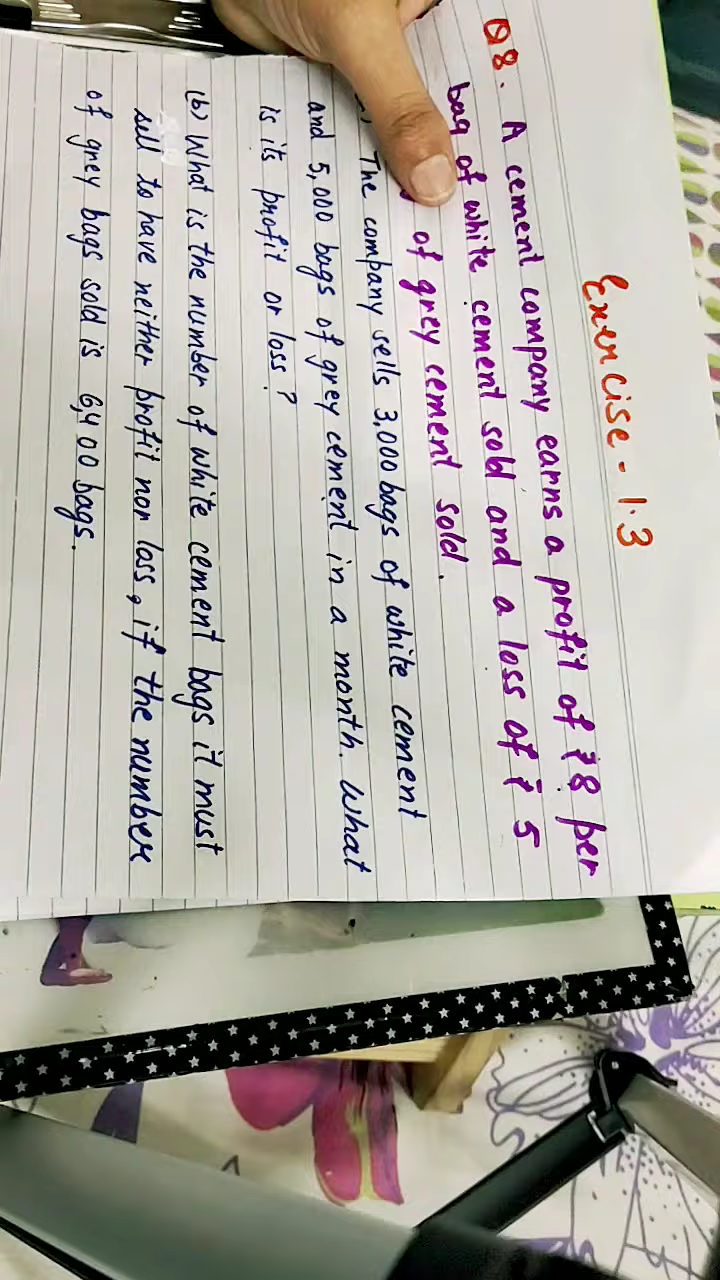 Exercise - 1.3
Q8. A cement company earns a profit of ₹8 per
bag of white cement sold and a loss of ₹ 5
of grey cement sold.
The company sells 3,000 bags of white cement
and 5,000 bags of grey cement in a month. What
is its profit or loss?
(b) What is the number of white cement bags it must
sell to have neither profit nor loss, if the number
of grey bags sold is 6,400 bags.